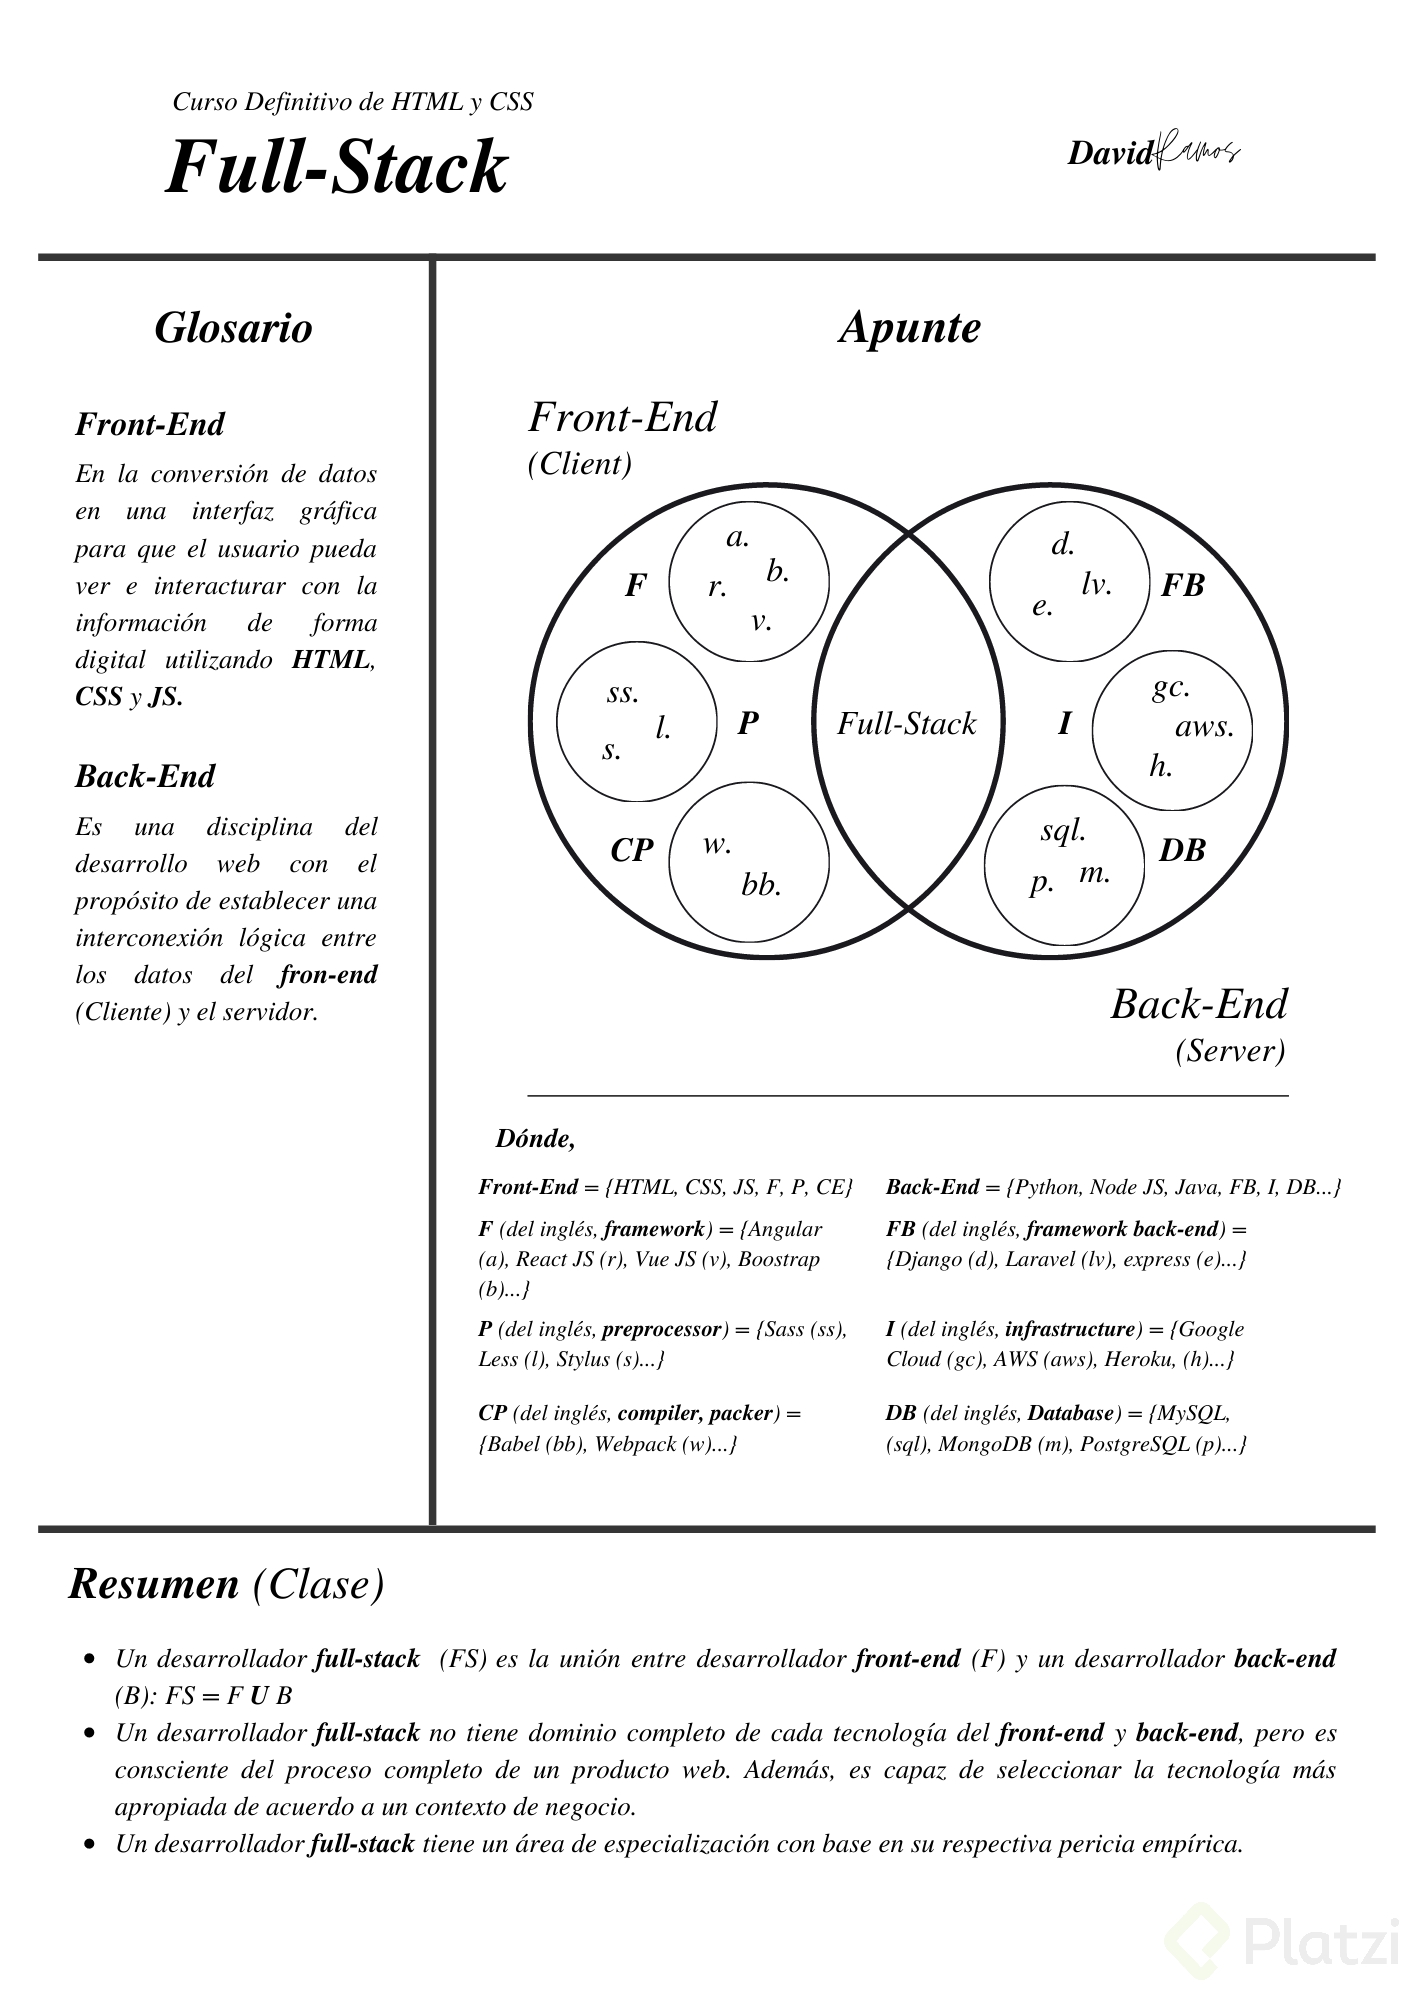 Curso Definitivo de HTML y CSS
Full-Stack
David Ramos
Glosario
Front-End
En la conversión de datos
en una interfaz gráfica
para que el usuario pueda
ver e interacturar con la
información de forma
digital utilizando HTML,
CSS y JS.
Back-End
Es una disciplina del
desarrollo web con el
propósito de establecer una
interconexión lógica entre
los datos del fron-end
(Cliente) y el servidor.
Apunte
Front-End
(Client)
a.
b.
r.
v.
F
ss.
l.
s.
P
CP
w.
bb.
Full-Stack
d.
lv.
e.
FB
I
gc.
aws.
h.
sql.
p. m.
DB
Back-End
(Server)
Dónde,
Front-End = {HTML, CSS, JS, F, P, CE}
F (del inglés, framework) = {Angular
(a), React JS (r), Vue JS (v), Boostrap
(b)...}
P (del inglés, preprocessor) = {Sass (ss),
Less (l), Stylus (s)...}
CP (del inglés, compiler, packer) =
{Babel (bb), Webpack (w)...}
Back-End = {Python, Node JS, Java, FB, I, DB...}
FB (del inglés, framework back-end) =
{Django (d), Laravel (lv), express (e)...}
I (del inglés, infrastructure) = {Google
Cloud (gc), AWS (aws), Heroku, (h)...}
DB (del inglés, Database) = {MySQL,
(sql), MongoDB (m), PostgreSQL (p)...}
Resumen (Clase)
• Un desarrollador full-stack (FS) es la unión entre desarrollador front-end (F) y un desarrollador back-end
(B): FS = F U B
• Un desarrollador full-stack no tiene dominio completo de cada tecnología del front-end y back-end, pero es
consciente del proceso completo de un producto web. Además, es capaz de seleccionar la tecnología más
apropiada de acuerdo a un contexto de negocio.
• Un desarrollador full-stack tiene un área de especialización con base en su respectiva pericia empírica.
Platzi